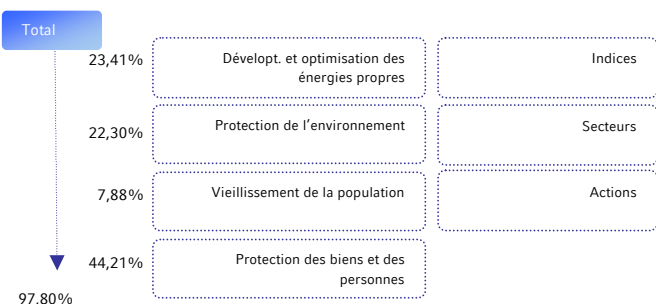 Total
23,41%
Dévelopt. et optimisation des
énergies propres
Indices
22,30%
Protection de l'environnement
Secteurs
7,88%
Vieillissement de la population
Actions
44,21%
Protection des biens et des
personnes
97,80%